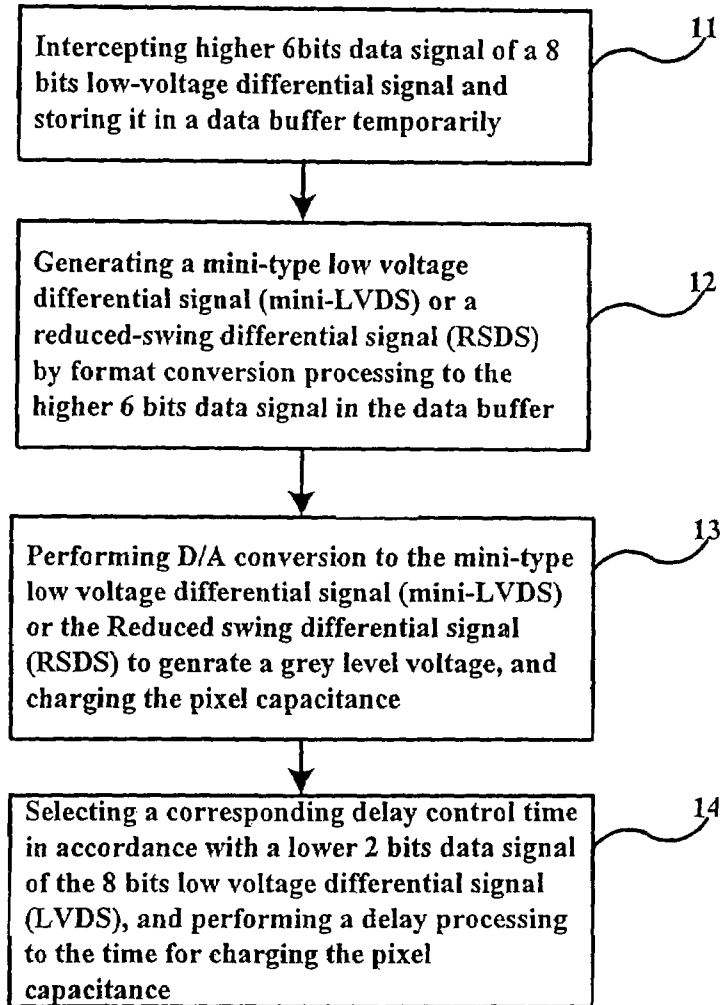 Intercepting higher 6bits data signal of a 8
bits low-voltage differential signal and
storing it in a data buffer temporarily
11
Generating a mini-type low voltage
differential signal (mini-LVDS) or a
reduced-swing differential signal (RSDS)
by format conversion processing to the
higher 6 bits data signal in the data buffer
12
Performing D/A conversion to the mini-type
low voltage differential signal (mini-LVDS)
or the Reduced swing differential signal
(RSDS) to genrate a grey level voltage, and
charging the pixel capacitance
13
Selecting a corresponding delay control time
in accordance with a lower 2 bits data signal
of the 8 bits low voltage differential signal
(LVDS), and performing a delay processing
to the time for charging the pixel
capacitance
14